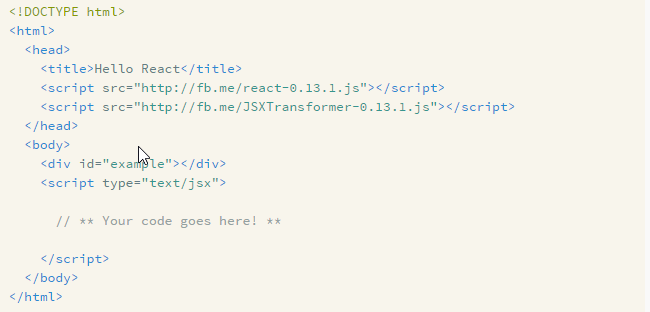 <!DOCTYPE html>
<html>
<head>
<title>Hello React</title>
<script src="http://fb.me/react-0.13.1.js"></script>
<script src="http://fb.me/JSXTransformer-0.13.1.js"></script>
</head>
<body>
<div id="example"></div>
<script type="text/jsx">
// ** Your code goes here! **
</script>
</body>
</html>